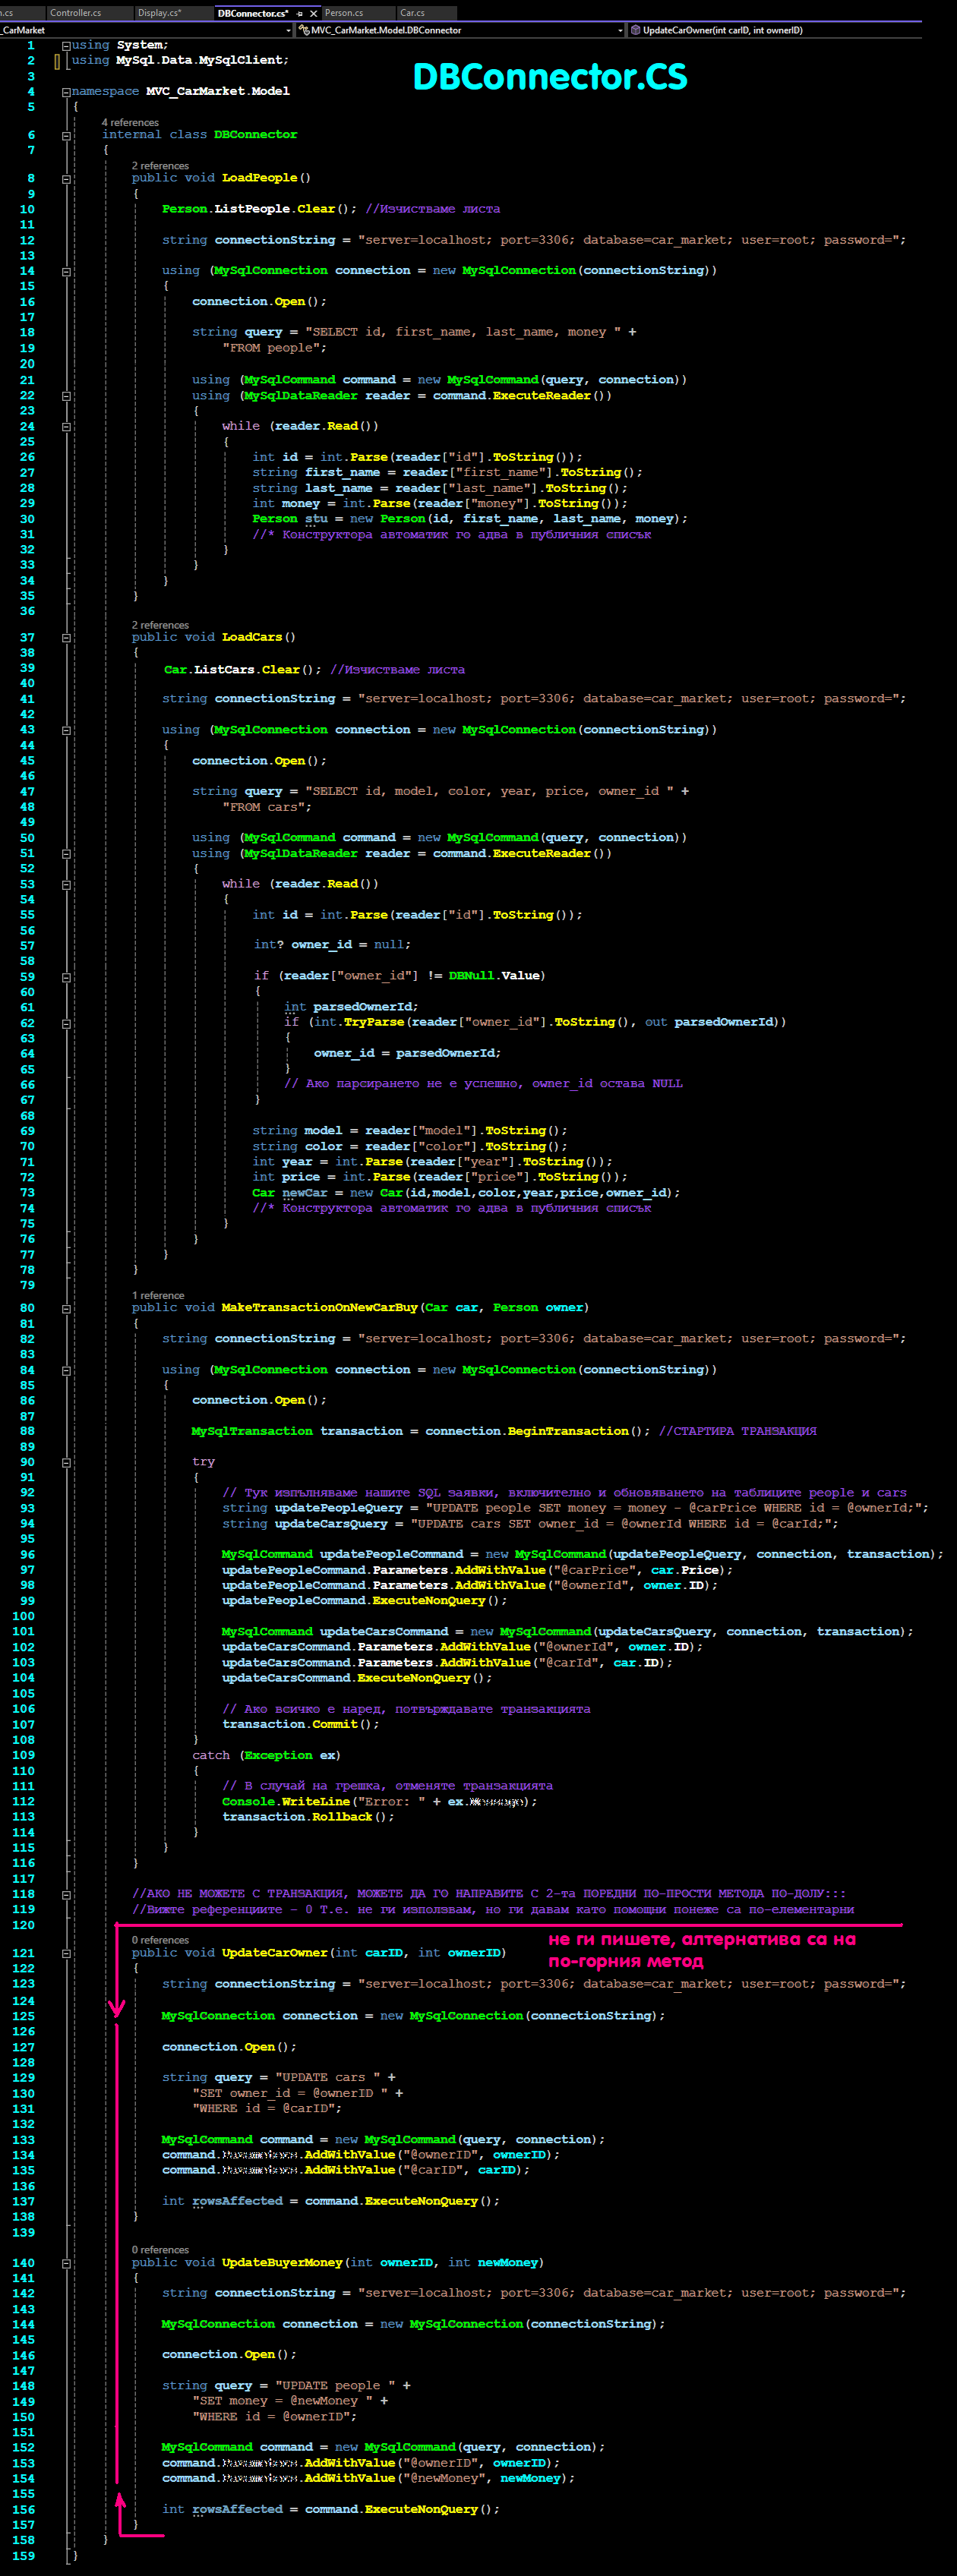 n.cs Controller.cs Display.cs* DBConnector.cs* Person.cs Car.cs
_CarMarket MVC_CarMarket.Model.DBConnector UpdateCarOwner(int carID, int ownerID)
DBConnector.CS
1 using System;
2 using MySql.Data.MySqlClient;
3
4 namespace MVC_CarMarket.Model
5 {
4 references
6 internal class DBConnector
7 {
2 references
8 public void LoadPeople()
9 {
10 Person.ListPeople.Clear(); //Изчистваме листа
11
12 string connectionString = "server=localhost; port=3306; database=car_market; user=root; password=";
13
14 using (MySqlConnection connection = new MySqlConnection(connectionString))
15 {
16 connection.Open();
17
18 string query = "SELECT id, first_name, last_name, money " +
19 "FROM people";
20
21 using (MySqlCommand command = new MySqlCommand(query, connection))
22 using (MySqlDataReader reader = command.ExecuteReader())
23 {
24 while (reader.Read())
25 {
26 int id = int.Parse(reader["id"].ToString());
27 string first_name = reader["first_name"].ToString();
28 string last_name = reader["last_name"].ToString();
29 int money = int.Parse(reader["money"].ToString());
30 Person stu = new Person(id, first_name, last_name, money);
31 //* Конструктора автоматик го адва в публичния списък
32 }
33 }
34 }
35 }
36
2 references
37 public void LoadCars()
38 {
39 Car.ListCars.Clear(); //Изчистваме листа
40
41 string connectionString = "server=localhost; port=3306; database=car_market; user=root; password=";
42
43 using (MySqlConnection connection = new MySqlConnection(connectionString))
44 {
45 connection.Open();
46
47 string query = "SELECT id, model, color, year, price, owner_id " +
48 "FROM cars";
49
50 using (MySqlCommand command = new MySqlCommand(query, connection))
51 using (MySqlDataReader reader = command.ExecuteReader())
52 {
53 while (reader.Read())
54 {
55 int id = int.Parse(reader["id"].ToString());
56
57 int? owner_id = null;
58
59 if (reader["owner_id"] != DBNull.Value)
60 {
61 int parsedOwnerId;
62 if (int.TryParse(reader["owner_id"].ToString(), out parsedOwnerId))
63 {
64 owner_id = parsedOwnerId;
65 }
66 // Ако парсирането не е успешно, owner_id остава NULL
67 }
68
69 string model = reader["model"].ToString();
70 string color = reader["color"].ToString();
71 int year = int.Parse(reader["year"].ToString());
72 int price = int.Parse(reader["price"].ToString());
73 Car newCar = new Car(id,model,color,year,price,owner_id);
74 //* Конструктора автоматик го адва в публичния списък
75 }
76 }
77 }
78 }
79
1 reference
80 public void MakeTransactionOnNewCarBuy(Car car, Person owner)
81 {
82 string connectionString = "server=localhost; port=3306; database=car_market; user=root; password=";
83
84 using (MySqlConnection connection = new MySqlConnection(connectionString))
85 {
86 connection.Open();
87
88 MySqlTransaction transaction = connection.BeginTransaction(); //СТАРТИРА ТРАНЗАКЦИЯ
89
90 try
91 {
92 // Тук изпълняваме нашите SQL заявки, включително и обновяването на таблиците people и cars
93 string updatePeopleQuery = "UPDATE people SET money = money - @carPrice WHERE id = @ownerId;";
94 string updateCarsQuery = "UPDATE cars SET owner_id = @ownerId WHERE id = @carId;";
95
96 MySqlCommand updatePeopleCommand = new MySqlCommand(updatePeopleQuery, connection, transaction);
97 updatePeopleCommand.Parameters.AddWithValue("@carPrice", car.Price);
98 updatePeopleCommand.Parameters.AddWithValue("@ownerId", owner.ID);
99 updatePeopleCommand.ExecuteNonQuery();
100
101 MySqlCommand updateCarsCommand = new MySqlCommand(updateCarsQuery, connection, transaction);
102 updateCarsCommand.Parameters.AddWithValue("@ownerId", owner.ID);
103 updateCarsCommand.Parameters.AddWithValue("@carId", car.ID);
104 updateCarsCommand.ExecuteNonQuery();
105
106 // Ако всичко е наред, потвърждавате транзакцията
107 transaction.Commit();
108 }
109 catch (Exception ex)
110 {
111 // В случай на грешка, отменяте транзакцията
112 Console.WriteLine("Error: " + ex.);
113 transaction.Rollback();
114 }
115 }
116 }
117
118 //АКО НЕ МОЖЕТЕ С ТРАНЗАКЦИЯ, МОЖЕТЕ ДА ГО НАПРАВИТЕ С 2-та ПОРЕДНИ ПО-ПРОСТИ МЕТОДА ПО-ДОЛУ:::
119 //Вижте референциите - 0 Т.е. не ги използвам, но ги давам като помощни понеже са по-елементарни
120
0 references
не ги пишете, алтернатива са на
121 public void UpdateCarOwner(int carID, int ownerID)
по-горния метод
122 {
123 string connectionString = "server=localhost; port=3306; database=car_market; user=root; password=";
124
125 MySqlConnection connection = new MySqlConnection(connectionString);
126
127 connection.Open();
128
129 string query = "UPDATE cars " +
130 "SET owner_id = @ownerID " +
131 "WHERE id = @carID";
132
133 MySqlCommand command = new MySqlCommand(query, connection);
134 command..AddWithValue("@ownerID", ownerID);
135 command..AddWithValue("@carID", carID);
136
137 int rowsAffected = command.ExecuteNonQuery();
138 }
139
0 references
140 public void UpdateBuyerMoney(int ownerID, int newMoney)
141 {
142 string connectionString = "server=localhost; port=3306; database=car_market; user=root; password=";
143
144 MySqlConnection connection = new MySqlConnection(connectionString);
145
146 connection.Open();
147
148 string query = "UPDATE people " +
149 "SET money = @newMoney " +
150 "WHERE id = @ownerID";
151
152 MySqlCommand command = new MySqlCommand(query, connection);
153 command..AddWithValue("@ownerID", ownerID);
154 command..AddWithValue("@newMoney", newMoney);
155
156 int rowsAffected = command.ExecuteNonQuery();
157 }
158 }
159 }